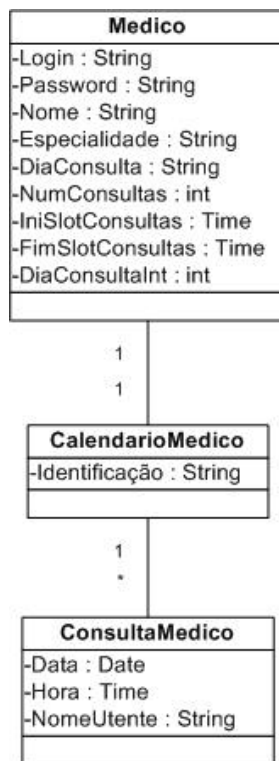 Medico
-Login : String
-Password : String
-Nome : String
-Especialidade : String
-DiaConsulta : String
-NumConsultas : int
-IniSlotConsultas : Time
-FimSlotConsultas : Time
-DiaConsultaInt : int
1
1
CalendarioMedico
-Identificação : String
1
*
ConsultaMedico
-Data : Date
-Hora : Time
-NomeUtente : String